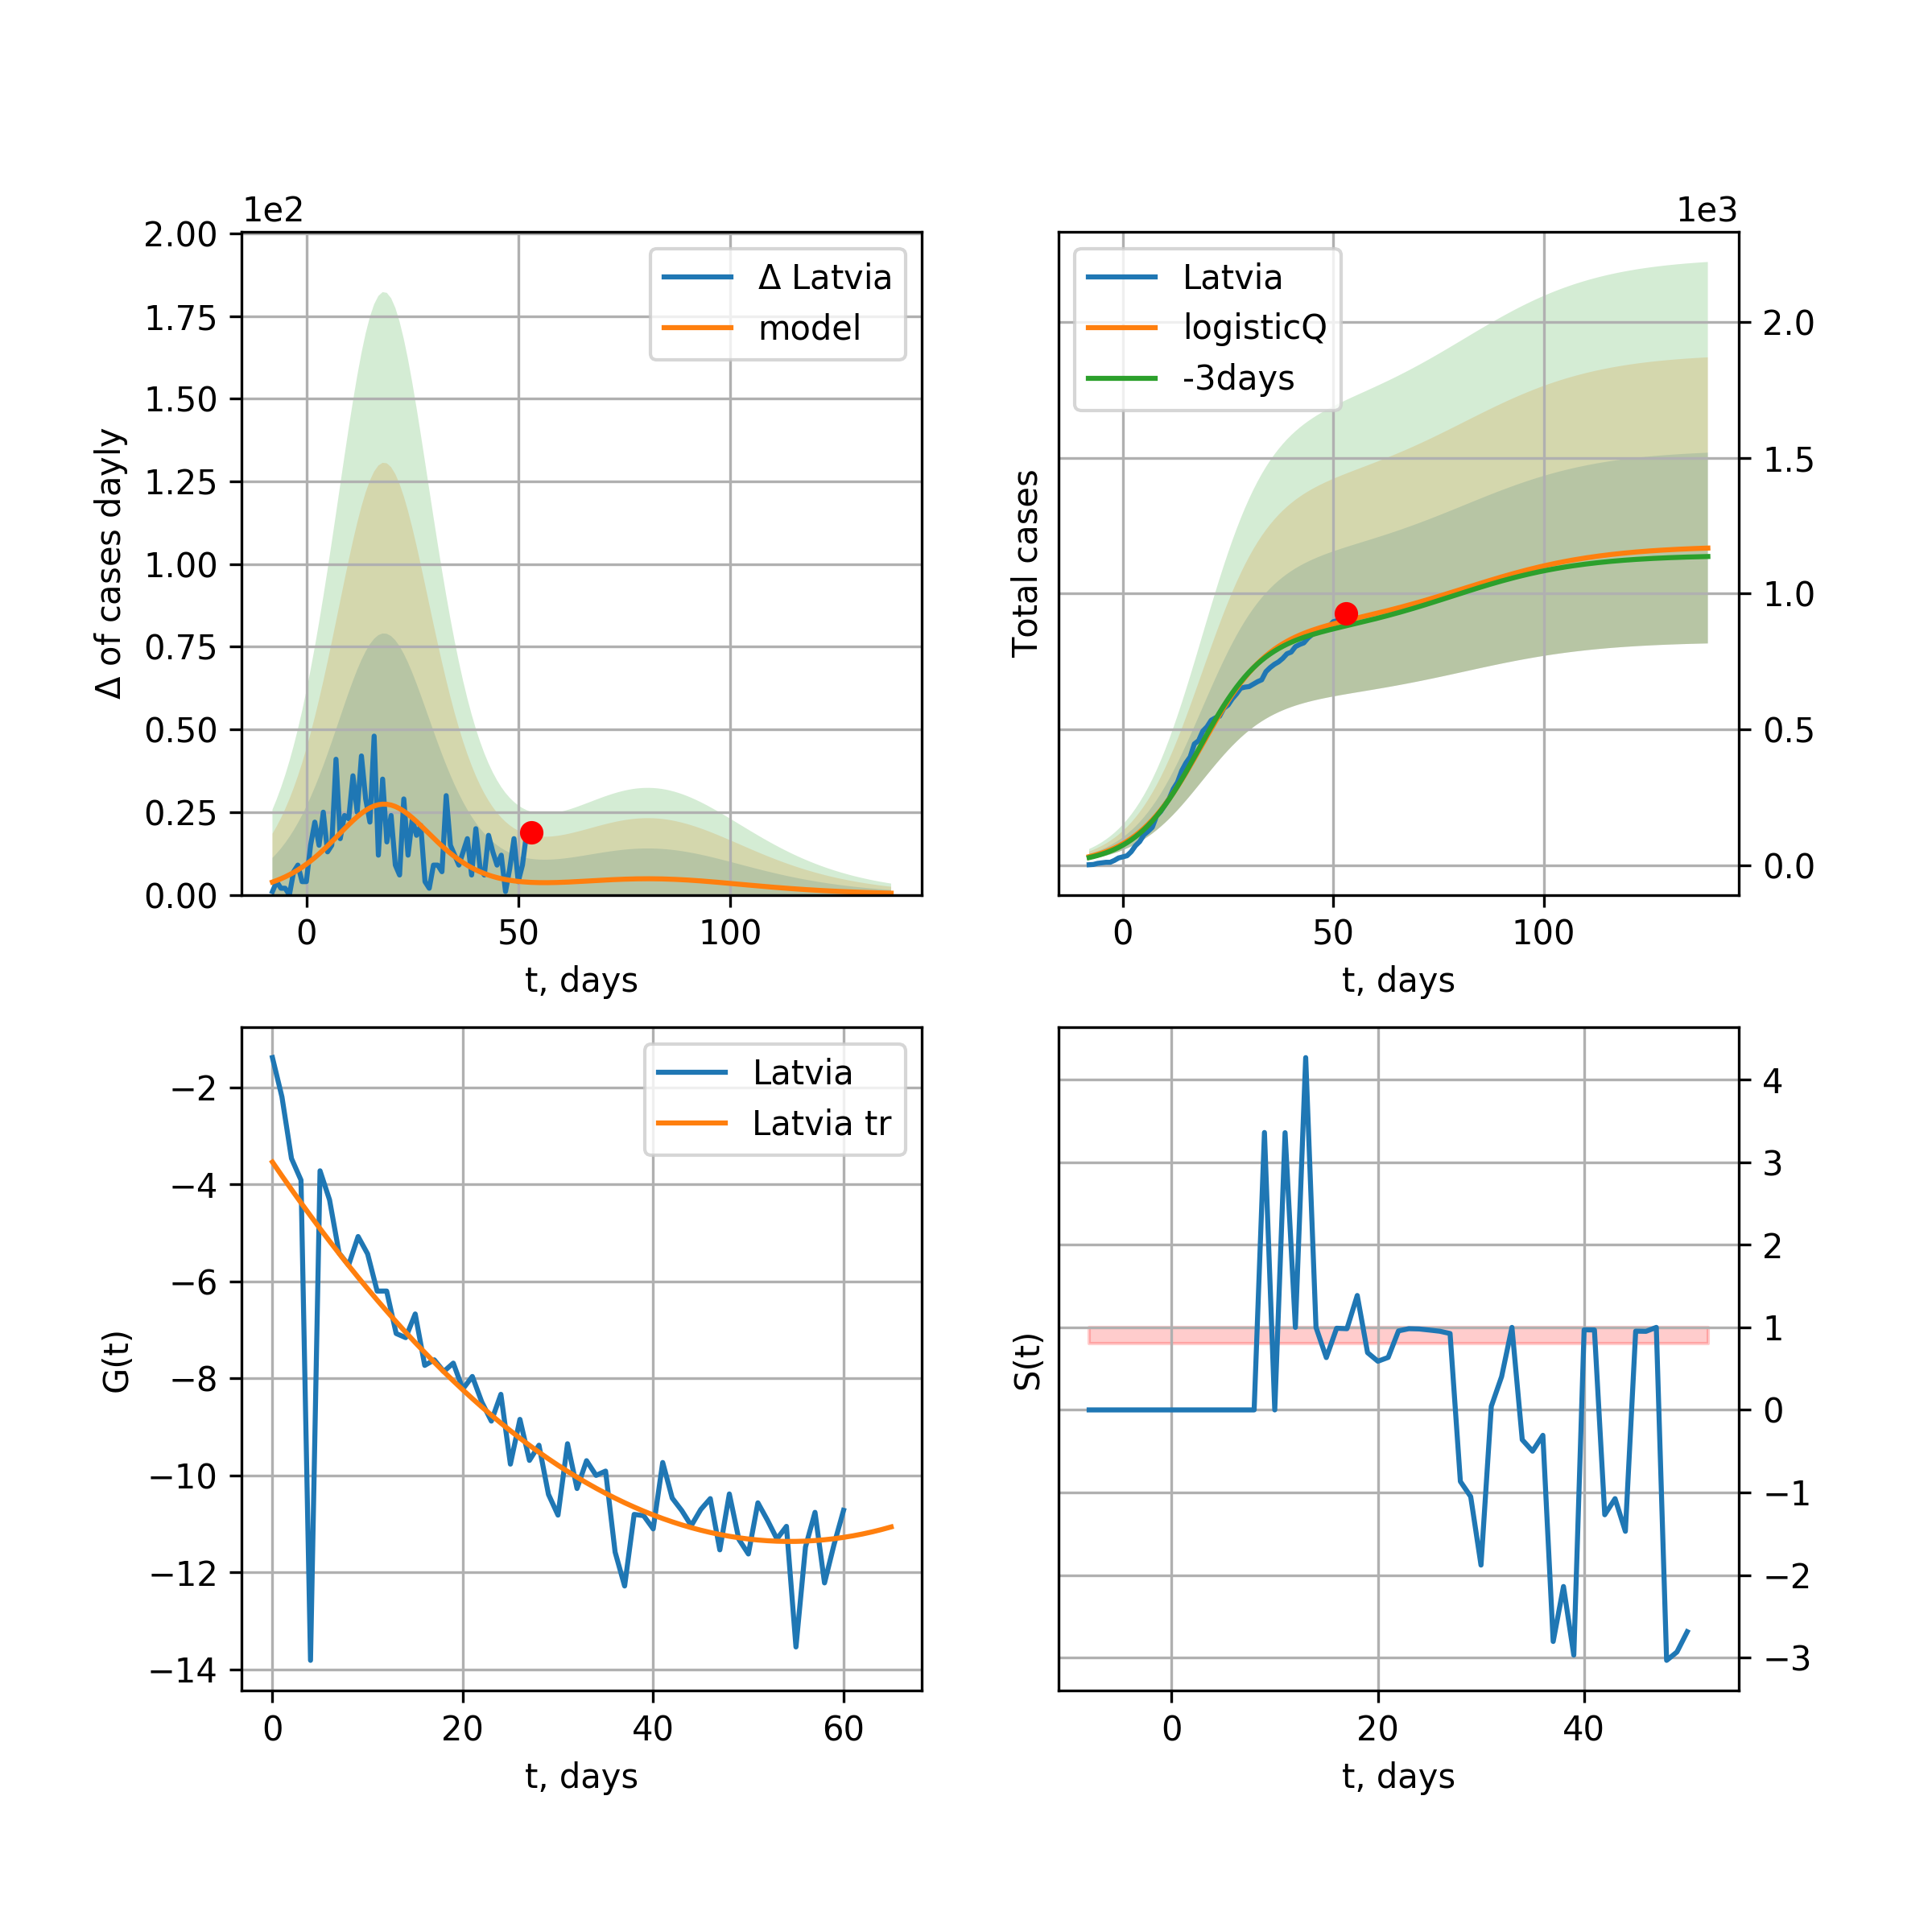 1e2
2.00
1.75
1.50
1.25
1.00
0.75
0.50
0.25
0.00
Δ of cases dayly
0
50
100
t, days
Δ Latvia
model
1e3
Total cases
2.0
1.5
1.0
0.5
0.0
0
50
100
t, days
Latvia
logisticQ
-3days
G(t)
−2
−4
−6
−8
−10
−12
−14
0
20
40
60
t, days
Latvia
Latvia tr
S(t)
4
3
2
1
0
−1
−2
−3
0
20
40
t, days